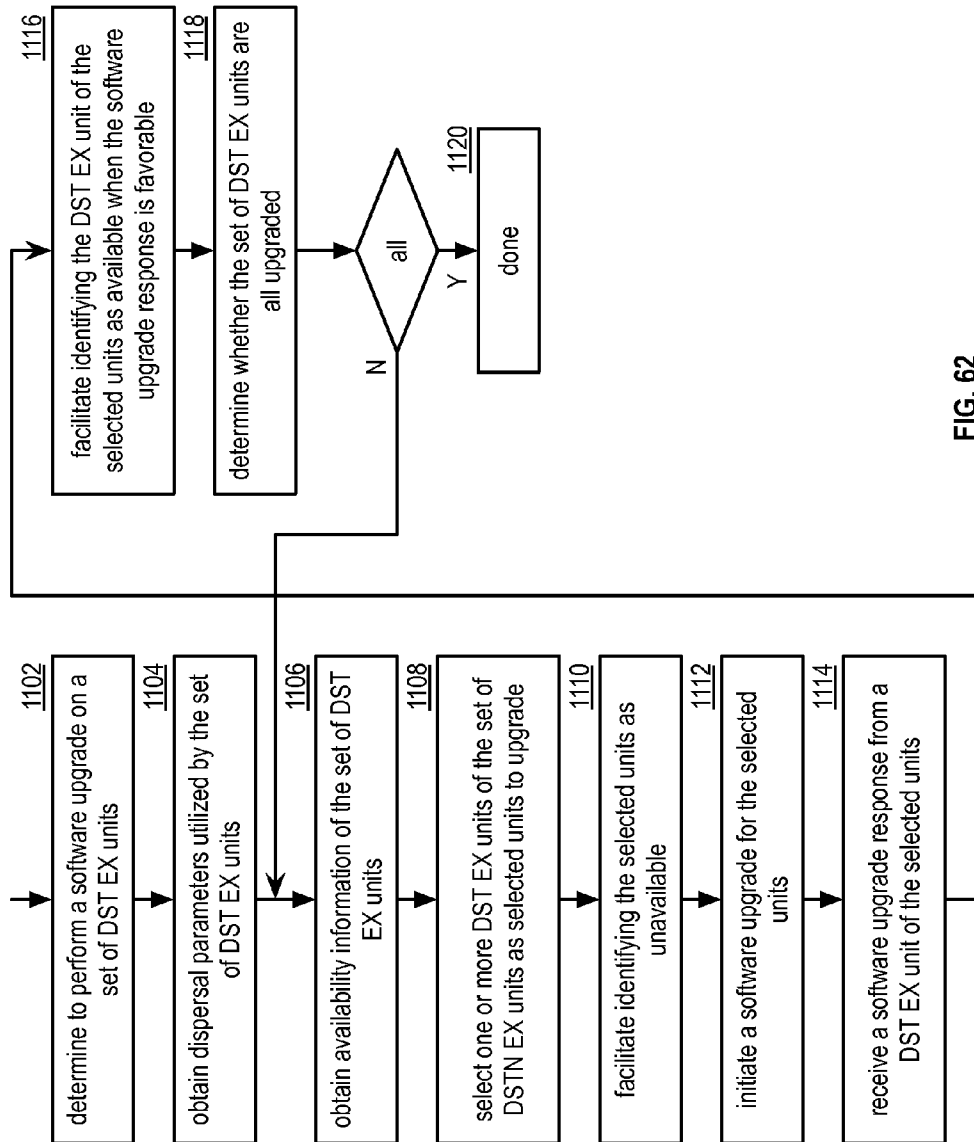 1102
determine to perform a software upgrade on a
set of DST EX units
1104
obtain dispersal parameters utilized by the set
of DST EX units
1106
obtain availability information of the set of DST
EX units
1108
select one or more DST EX units of the set of
DSTN EX units as selected units to upgrade
1110
facilitate identifying the selected units as
unavailable
1112
initiate a software upgrade for the selected
units
1114
receive a software upgrade response from a
DST EX unit of the selected units
1116
facilitate identifying the DST EX unit of the
selected units as available when the software
upgrade response is favorable
1118
determine whether the set of DST EX units are
all upgraded
all
N
Y
1120
done
FIG. 62